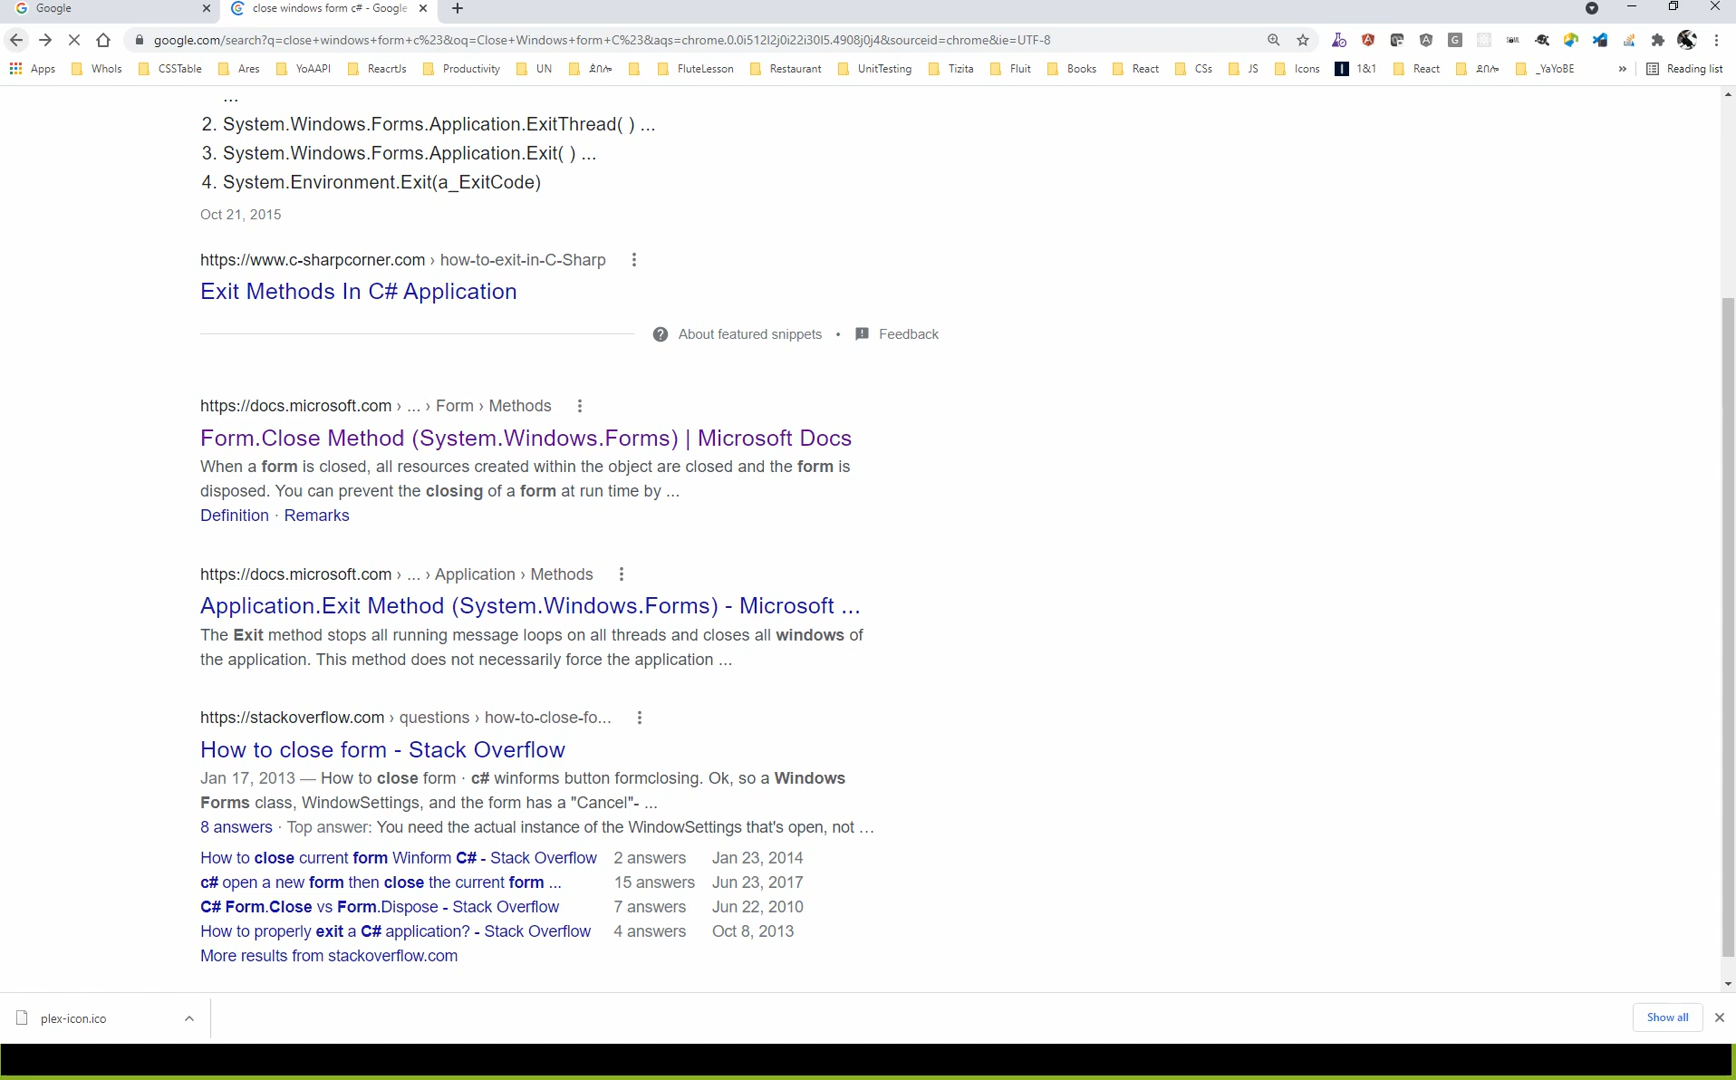 Google
close windows form c# - Google
google.com/search?q=close+windows+form+c%23&oq=Close+Windows+form+C%23&aqs=chrome.0.0i512l2j0i22i30l5.4908j0j4&sourceid=chrome&ie=UTF-8
Apps WhoIs CSSTable Ares YoAAPI ReacrtJs Productivity UN FluteLesson Restaurant UnitTesting Tizita Fluit Books React CSs JS Icons 1&1 React _YaYoBE » Reading list
...
2. System.Windows.Forms.Application.ExitThread( ) ...
3. System.Windows.Forms.Application.Exit( ) ...
4. System.Environment.Exit(a_ExitCode)
Oct 21, 2015
https://www.c-sharpcorner.com › how-to-exit-in-C-Sharp
Exit Methods In C# Application
About featured snippets • Feedback
https://docs.microsoft.com › ... › Form › Methods
Form.Close Method (System.Windows.Forms) | Microsoft Docs
When a form is closed, all resources created within the object are closed and the form is
disposed. You can prevent the closing of a form at run time by ...
Definition · Remarks
https://docs.microsoft.com › ... › Application › Methods
Application.Exit Method (System.Windows.Forms) - Microsoft ...
The Exit method stops all running message loops on all threads and closes all windows of
the application. This method does not necessarily force the application ...
https://stackoverflow.com › questions › how-to-close-fo...
How to close form - Stack Overflow
Jan 17, 2013 — How to close form · c# winforms button formclosing. Ok, so a Windows
Forms class, WindowSettings, and the form has a "Cancel"- ...
8 answers · Top answer: You need the actual instance of the WindowSettings that's open, not ...
How to close current form Winform C# - Stack Overflow 2 answers Jan 23, 2014
c# open a new form then close the current form ... 15 answers Jun 23, 2017
C# Form.Close vs Form.Dispose - Stack Overflow 7 answers Jun 22, 2010
How to properly exit a C# application? - Stack Overflow 4 answers Oct 8, 2013
More results from stackoverflow.com
plex-icon.ico
Show all